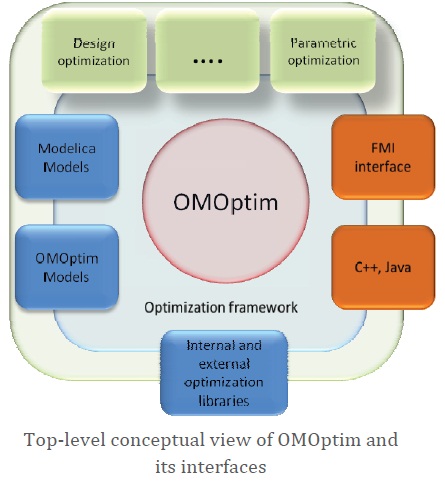 Design
optimization
....
Parametric
optimization
Modelica
Models
FMI
interface
OMOptim
OMOptim
Models
C++, Java
Optimization framework
Internal and
external
optimization
libraries
Top-level conceptual view of OMOptim and
its interfaces